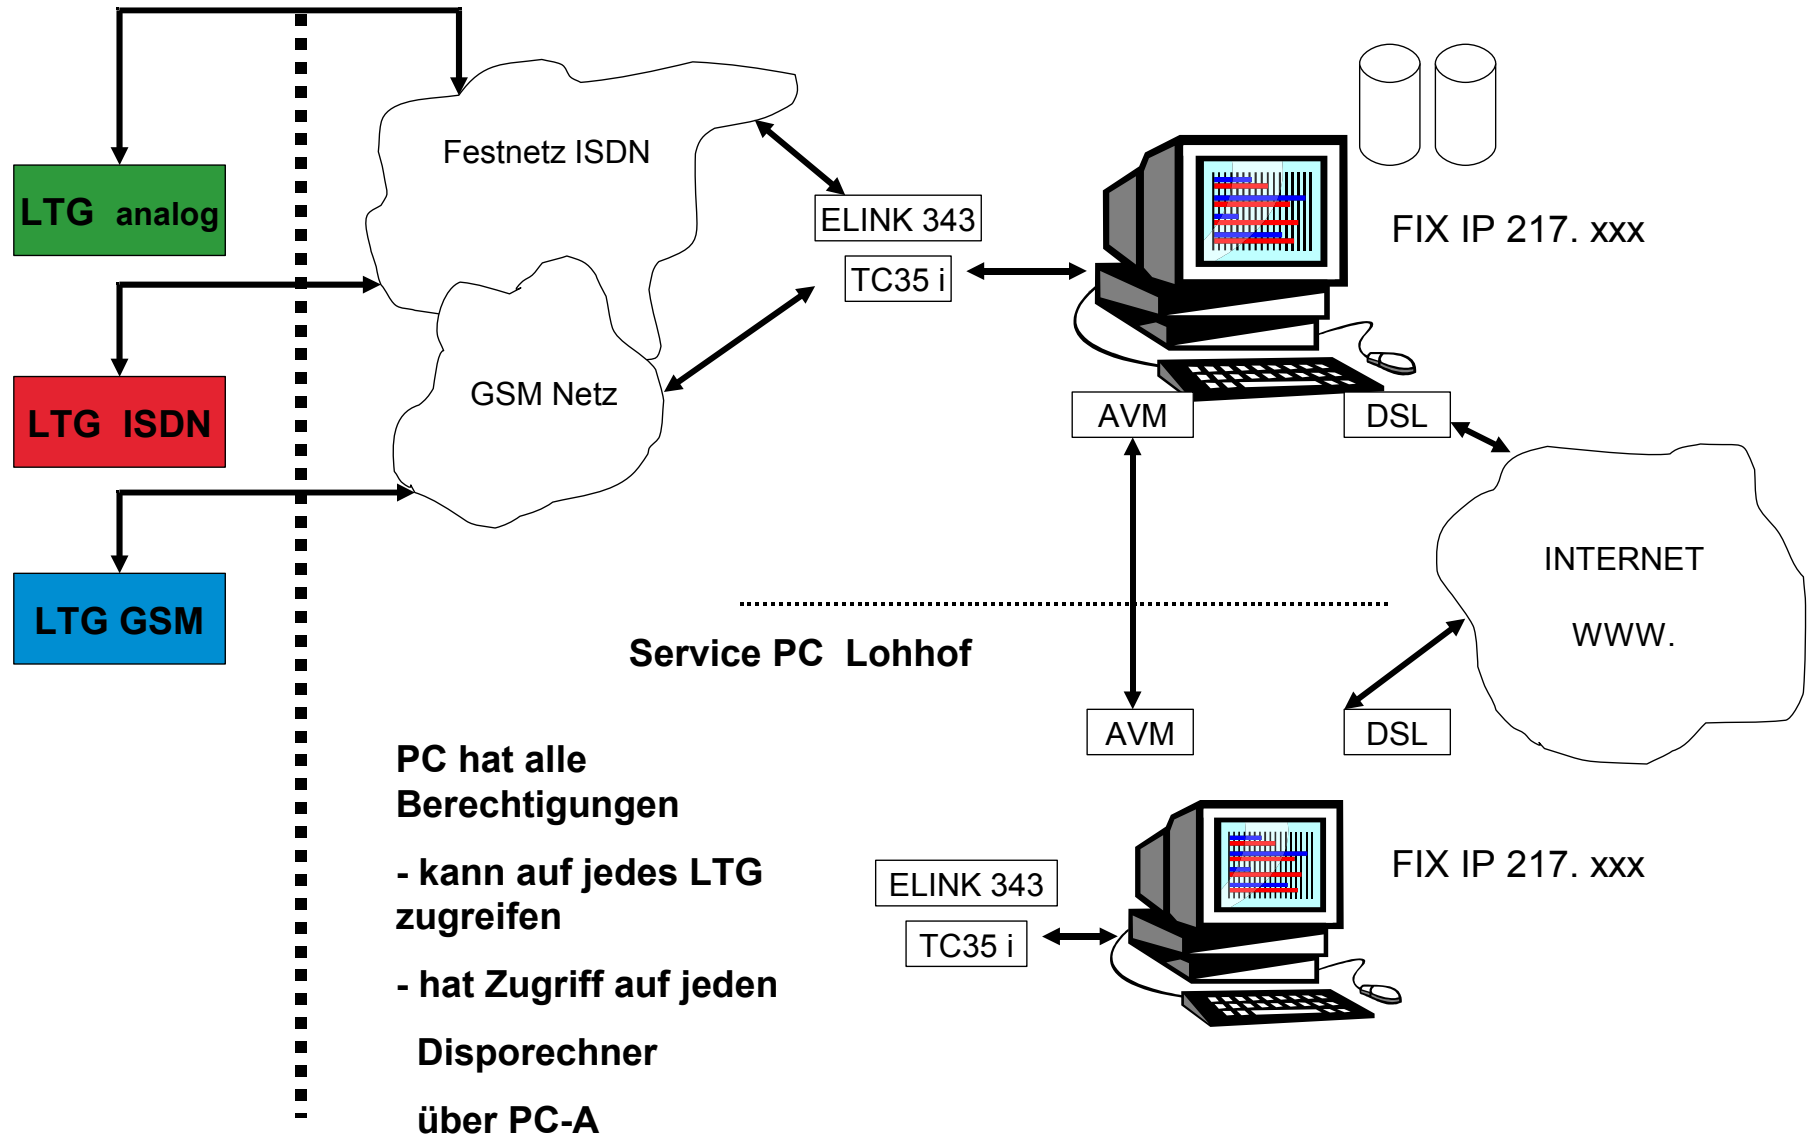 Festnetz ISDN
LTG analog
ELINK 343
FIX IP 217. xxx
TC35 i
GSM Netz
LTG ISDN
AVM
DSL
INTERNET
LTG GSM
WWW.
Service PC Lohhof
AVM
DSL
PC hat alle
Berechtigungen
- kann auf jedes LTG
zugreifen
- hat Zugriff auf jeden
Disporechner
über PC-A
ELINK 343
FIX IP 217. xxx
TC35 i